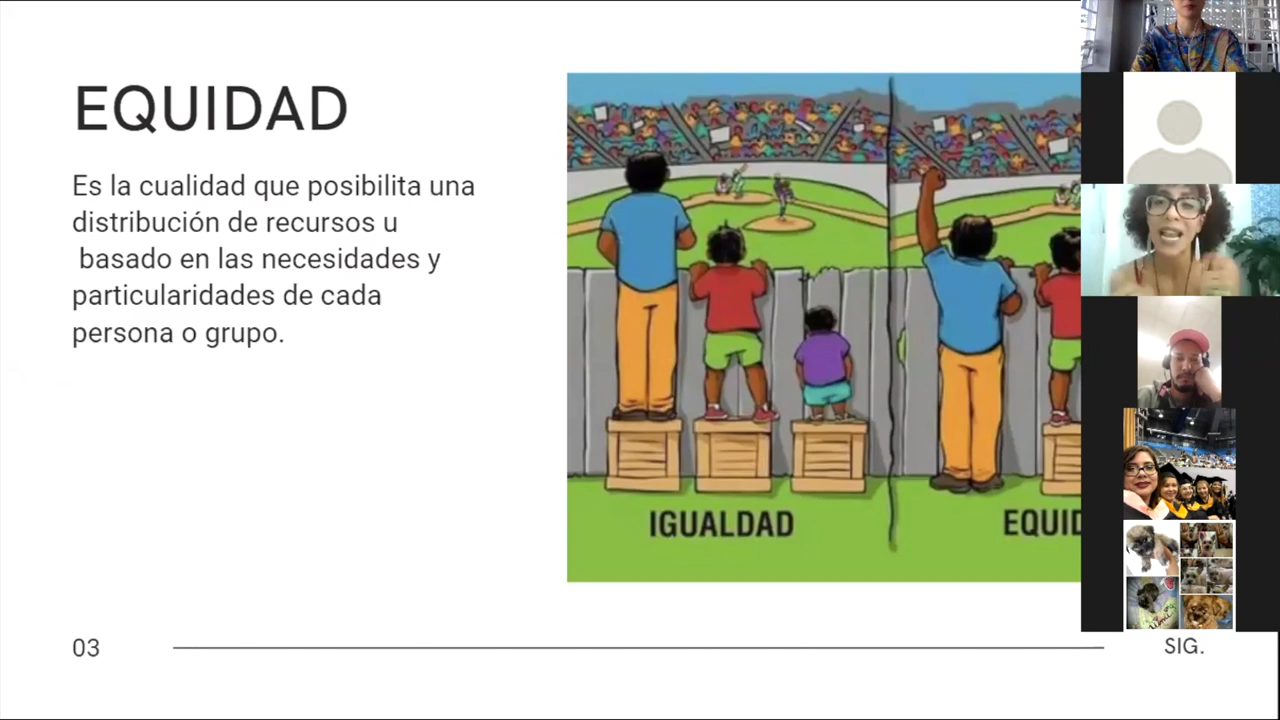 EQUIDAD
Es la cualidad que posibilita una
distribución de recursos u
basado en las necesidades y
particularidades de cada
persona o grupo.
IGUALDAD
EQUID
03
SIG.